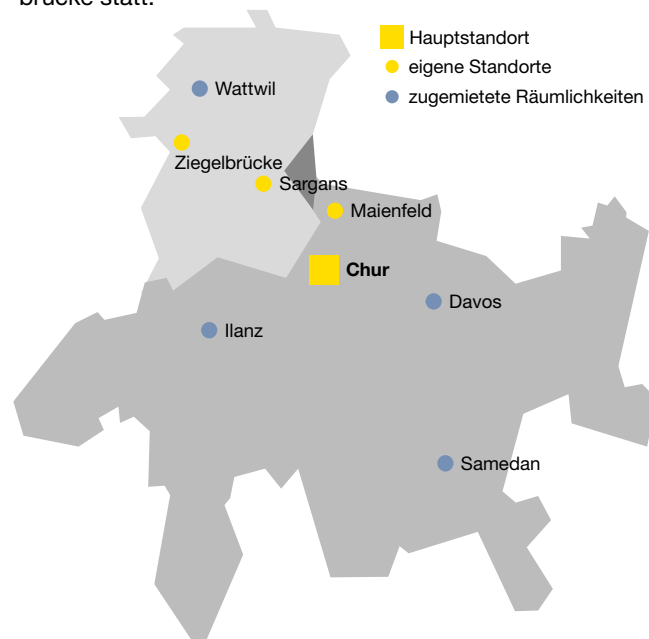 brücke statt.
Hauptstandort
eigene Standorte
zugemietete Räumlichkeiten
Wattwil
Ziegelbrücke
Sargans
Maienfeld
Chur
Davos
Ilanz
Samedan